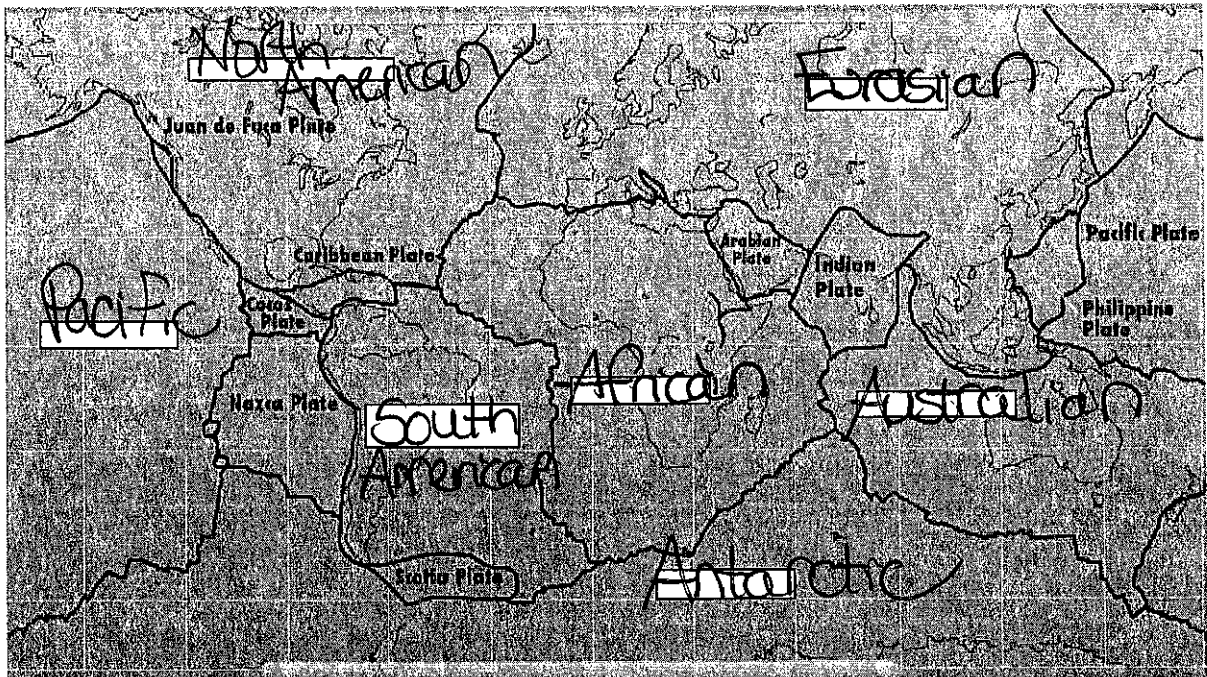 North
American
Eurasian
Juan de Fuca Plate
Caribbean Plate
Arabian
Plate
Indian
Plate
Pacific Plate
Pacific
Cocos
Plate
Philippine
Plate
Nazca Plate
African
Australian
South
American
Scotia Plate
Antarctic